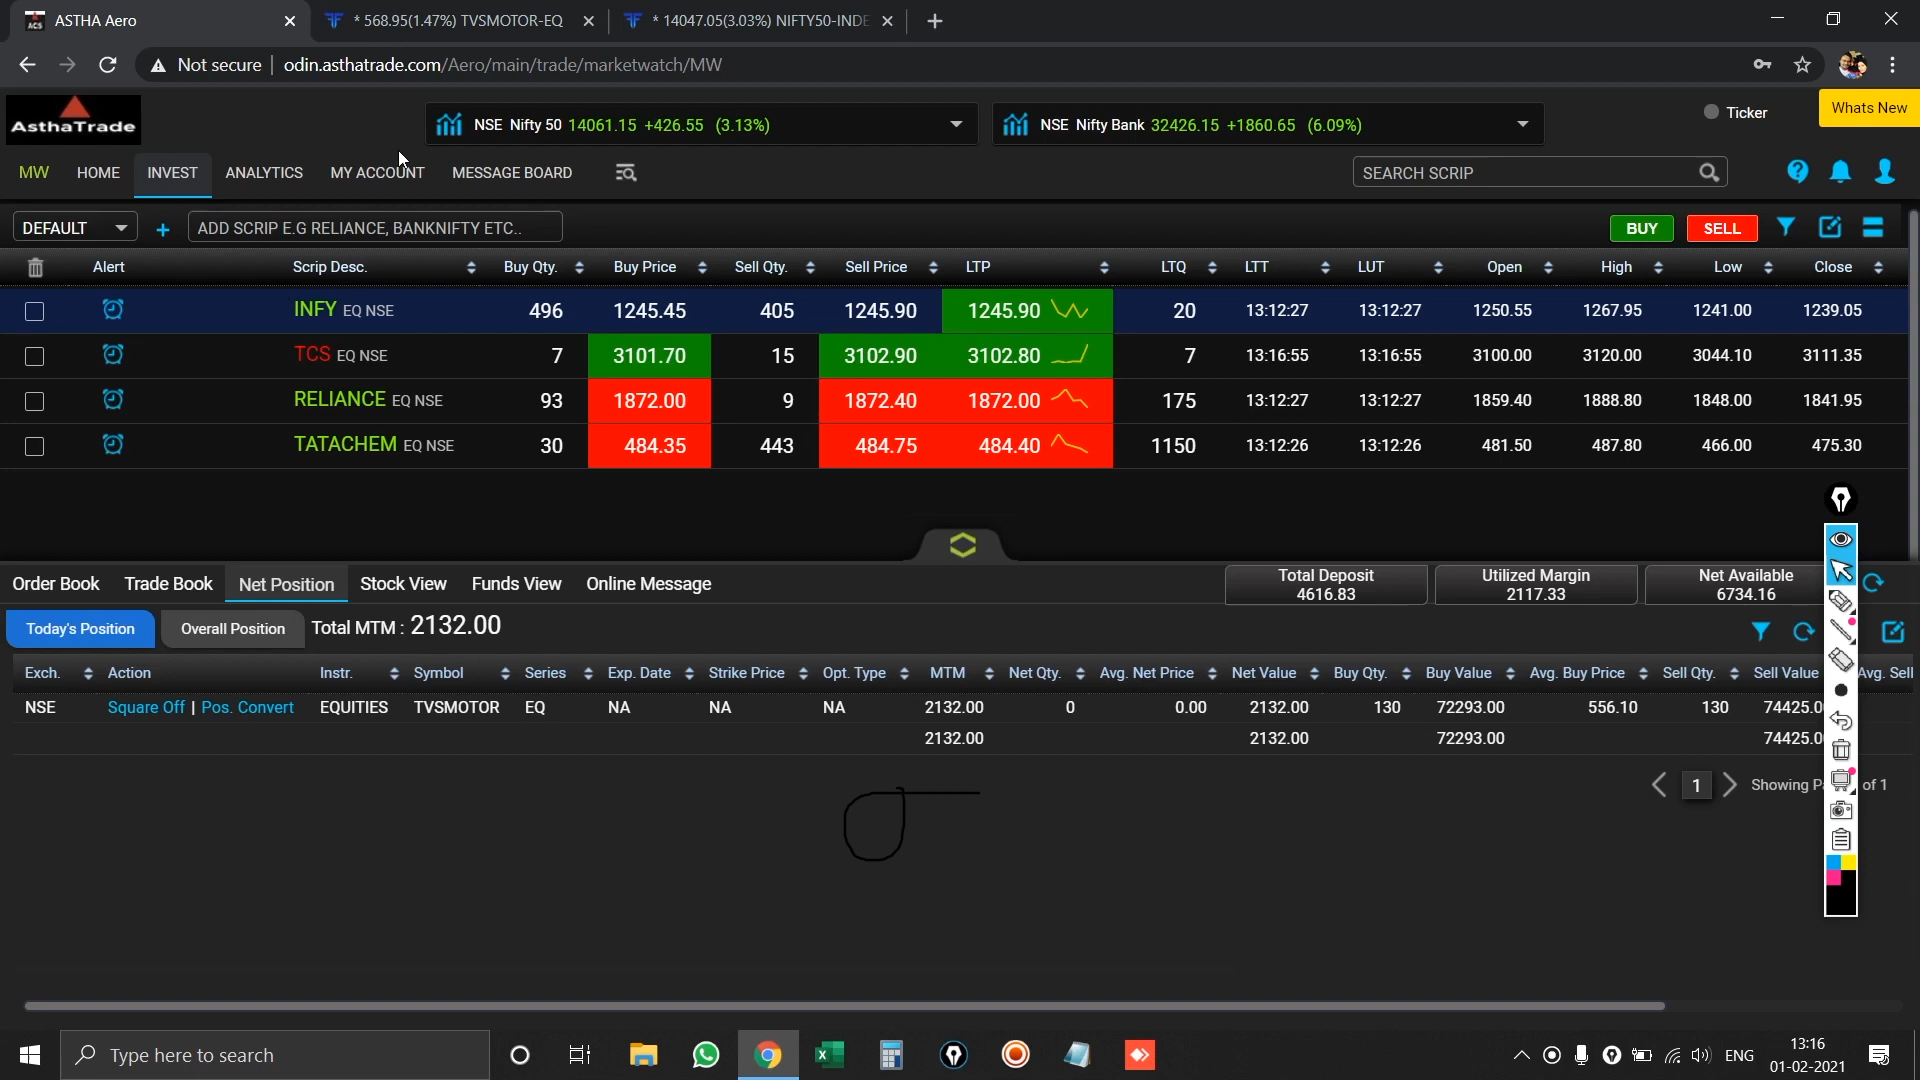 ASTHA Aero
* 568.95(1.47%) TVSMOTOR-EQ
* 14047.05(3.03%) NIFTY50-INDE
Not secure odin.asthatrade.com/Aero/main/trade/marketwatch/MW
AsthaTrade
NSE Nifty 50 14061.15 +426.55 (3.13%)
NSE Nifty Bank 32426.15 +1860.65 (6.09%)
Ticker
Whats New
MW HOME INVEST ANALYTICS MY ACCOUNT MESSAGE BOARD SEARCH SCRIP
DEFAULT + ADD SCRIP E.G RELIANCE, BANKNIFTY ETC.. BUY SELL
Alert Scrip Desc. Buy Qty. Buy Price Sell Qty. Sell Price LTP LTQ LTT LUT Open High Low Close
INFY EQ NSE 496 1245.45 405 1245.90 1245.90 20 13:12:27 13:12:27 1250.55 1267.95 1241.00 1239.05
TCS EQ NSE 7 3101.70 15 3102.90 3102.80 7 13:16:55 13:16:55 3100.00 3120.00 3044.10 3111.35
RELIANCE EQ NSE 93 1872.00 9 1872.40 1872.00 175 13:12:27 13:12:27 1859.40 1888.80 1848.00 1841.95
TATACHEM EQ NSE 30 484.35 443 484.75 484.40 1150 13:12:26 13:12:26 481.50 487.80 466.00 475.30
Order Book Trade Book Net Position Stock View Funds View Online Message
Total Deposit
4616.83
Utilized Margin
2117.33
Net Available
6734.16
Today's Position Overall Position Total MTM : 2132.00
Exch. Action Instr. Symbol Series Exp. Date Strike Price Opt. Type MTM Net Qty. Avg. Net Price Net Value Buy Qty. Buy Value Avg. Buy Price Sell Qty. Sell Value Avg. Sell
NSE Square Off | Pos. Convert EQUITIES TVSMOTOR EQ NA NA NA 2132.00 0 0.00 2132.00 130 72293.00 556.10 130 74425.0
2132.00 2132.00 72293.00 74425.0
1 Showing P of 1
Type here to search
ENG
13:16
01-02-2021